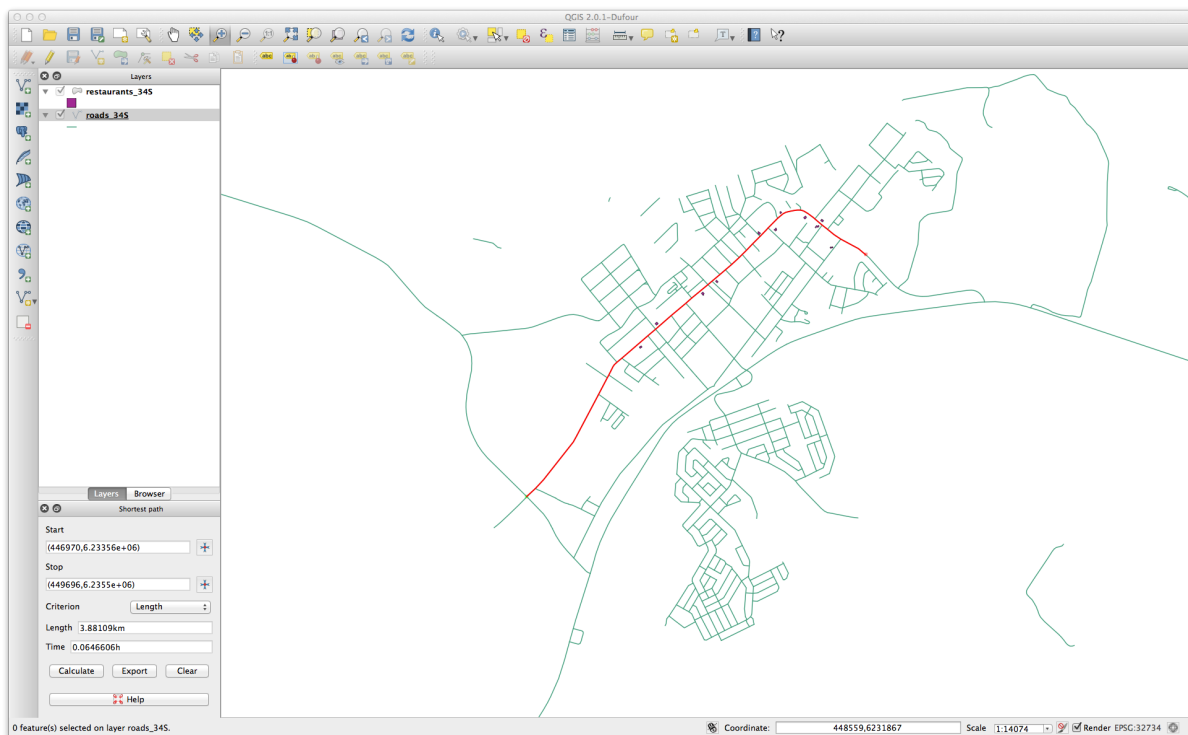 QGIS 2.0.1-Dufour
Layers
restaurants_34S
roads_34S
Layers Browser
Shortest path
Start
(446970,6.23356e+06)
Stop
(449696,6.2355e+06)
Criterion Length
Length 3.88109km
Time 0.0646606h
Calculate Export Clear
Help
0 feature(s) selected on layer roads_34S. Coordinate: 448559,6231867 Scale 1:14074 Render EPSG:32734